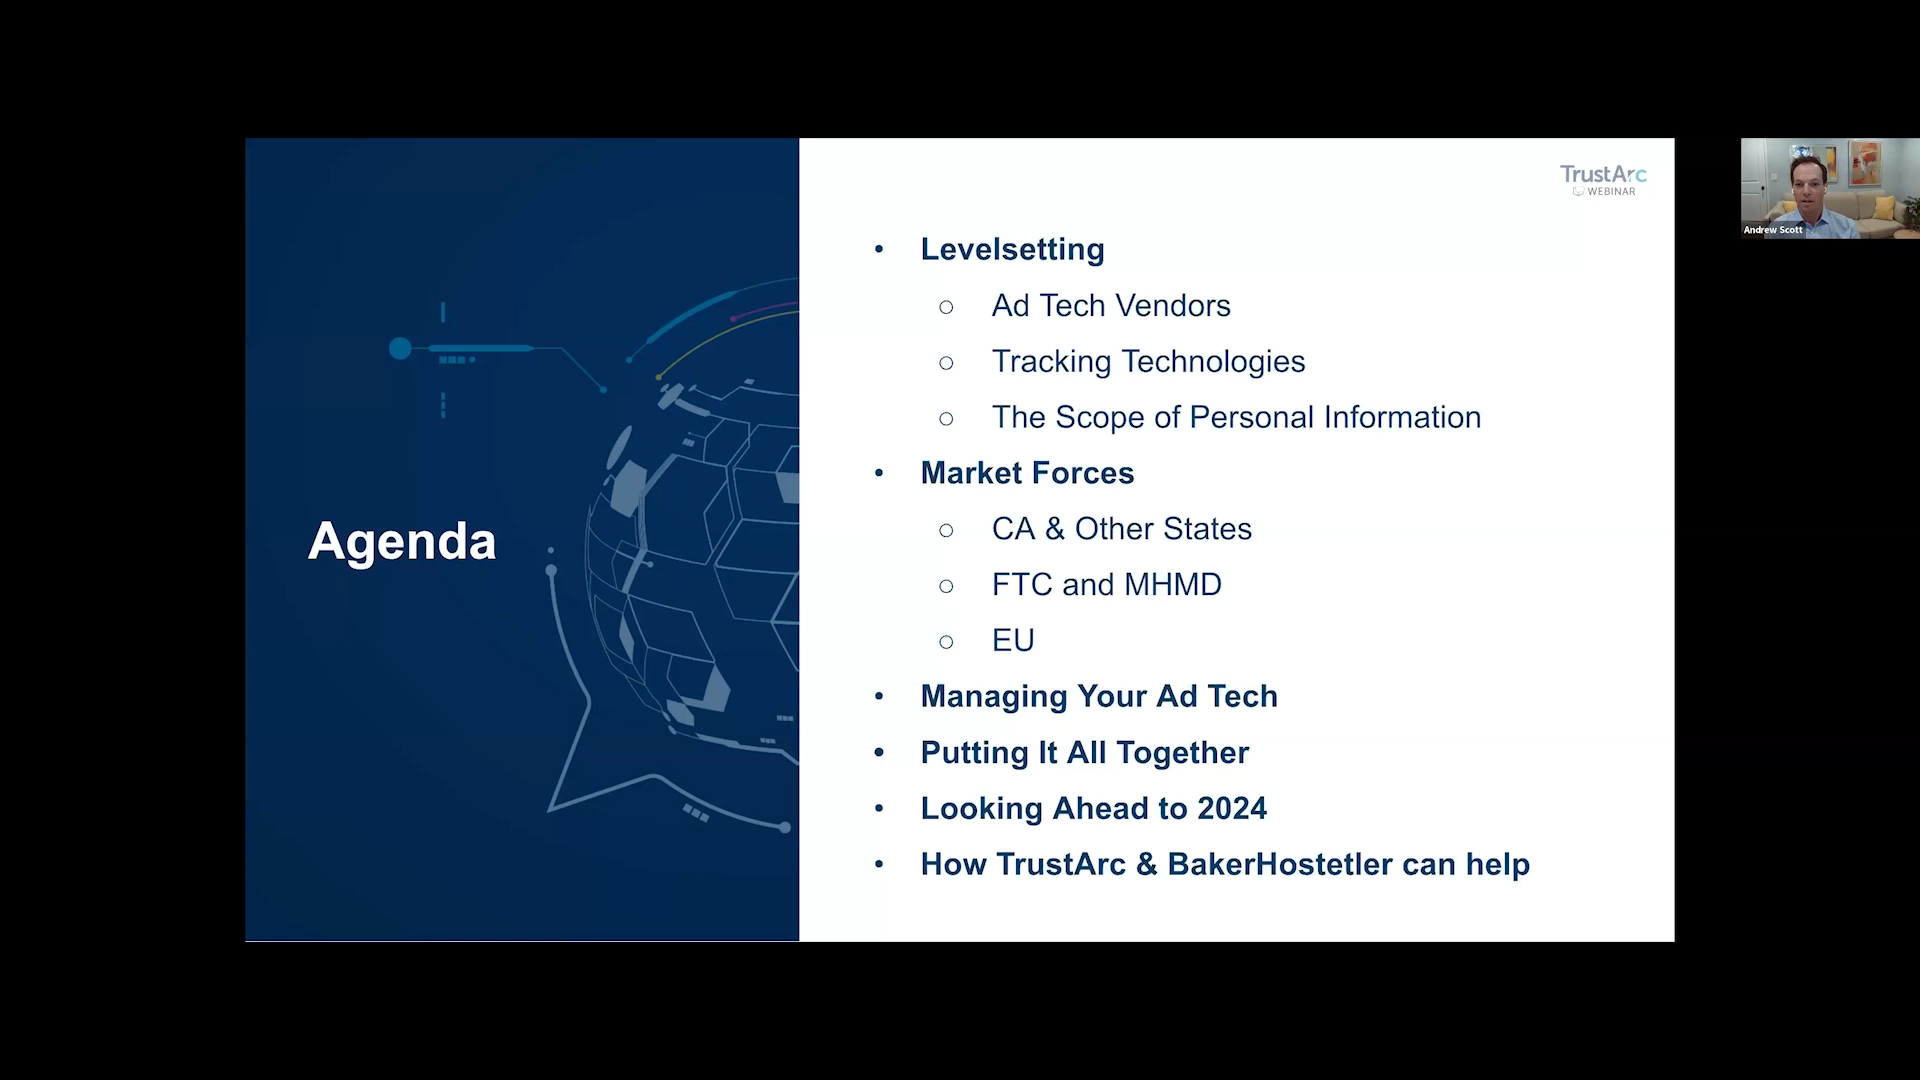 TrustArc
WEBINAR
Andrew Scott
Agenda
• Levelsetting
○ Ad Tech Vendors
○ Tracking Technologies
○ The Scope of Personal Information
• Market Forces
○ CA & Other States
○ FTC and MHMD
○ EU
• Managing Your Ad Tech
• Putting It All Together
• Looking Ahead to 2024
• How TrustArc & BakerHostetler can help